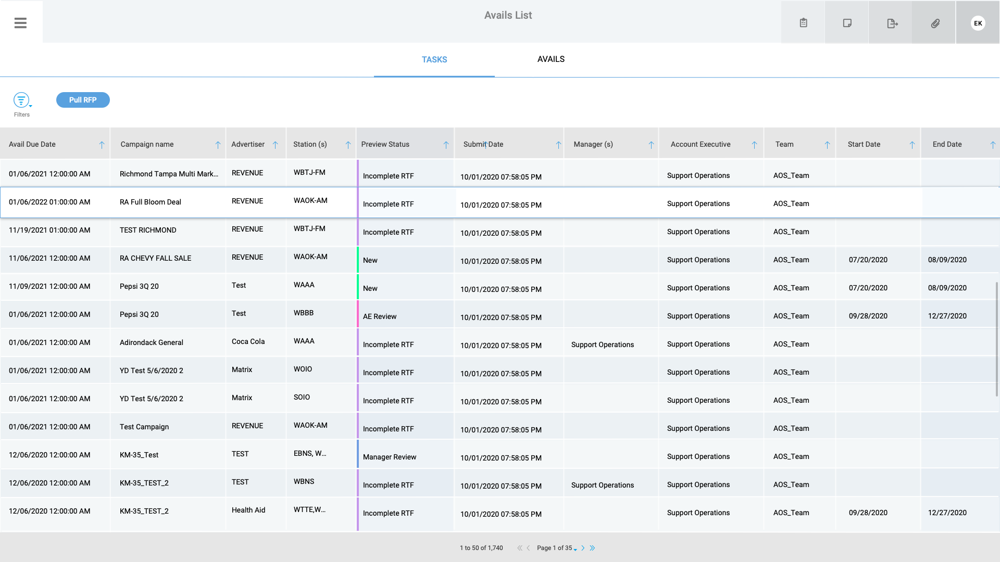 Avails List
EK
TASKS AVAILS
Filters
Pull RFP
Avail Due Date Campaign name Advertiser Station (s) Preview Status Submit Date Manager (s) Account Executive Team Start Date End Date
01/06/2021 12:00:00 AM Richmond Tampa Multi Mark... REVENUE WBTJ-FM Incomplete RTF 10/01/2020 07:58:05 PM Support Operations AOS_Team
01/06/2022 01:00:00 AM RA Full Bloom Deal REVENUE WAOK-AM Incomplete RTF 10/01/2020 07:58:05 PM Support Operations AOS_Team
11/19/2021 01:00:00 AM TEST RICHMOND REVENUE WBTJ-FM Incomplete RTF 10/01/2020 07:58:05 PM Support Operations AOS_Team
11/06/2021 12:00:00 AM RA CHEVY FALL SALE REVENUE WAOK-AM New 10/01/2020 07:58:05 PM Support Operations AOS_Team 07/20/2020 08/09/2020
11/09/2021 12:00:00 AM Pepsi 3Q 20 Test WAAA New 10/01/2020 07:58:05 PM Support Operations AOS_Team 07/20/2020 08/09/2020
01/06/2021 12:00:00 AM Pepsi 3Q 20 Test WBBB AE Review 10/01/2020 07:58:05 PM Support Operations AOS_Team 09/28/2020 12/27/2020
01/06/2021 12:00:00 AM Adirondack General Coca Cola WAAA Incomplete RTF 10/01/2020 07:58:05 PM Support Operations Support Operations AOS_Team
01/06/2021 12:00:00 AM YD Test 5/6/2020 2 Matrix WOIO Incomplete RTF 10/01/2020 07:58:05 PM Support Operations AOS_Team
01/06/2021 12:00:00 AM YD Test 5/6/2020 2 Matrix SOIO Incomplete RTF 10/01/2020 07:58:05 PM Support Operations AOS_Team
01/06/2021 12:00:00 AM Test Campaign REVENUE WAOK-AM Incomplete RTF 10/01/2020 07:58:05 PM Support Operations AOS_Team
12/06/2020 12:00:00 AM KM-35_Test TEST EBNS, W... Manager Review 10/01/2020 07:58:05 PM Support Operations AOS_Team
12/06/2020 12:00:00 AM KM-35_TEST_2 TEST WBNS Incomplete RTF 10/01/2020 07:58:05 PM Support Operations Support Operations AOS_Team
12/06/2020 12:00:00 AM KM-35_TEST_2 Health Aid WTTE,W... Incomplete RTF 10/01/2020 07:58:05 PM Support Operations AOS_Team 09/28/2020 12/27/2020
1 to 50 of 1,740 Page 1 of 35